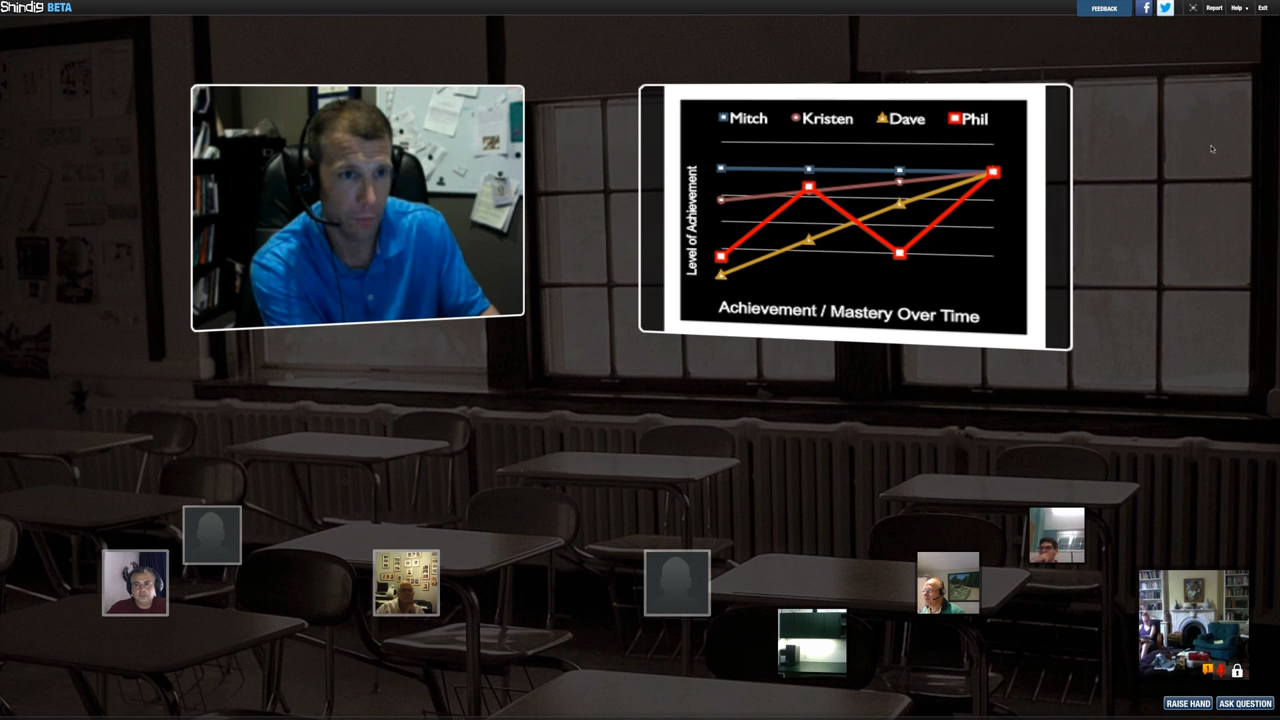 Shindig BETA
FEEDBACK
Report
Help
Exit
Mitch
Kristen
Dave
Phil
Level of Achievement
Achievement / Mastery Over Time
1
RAISE HAND
ASK QUESTION